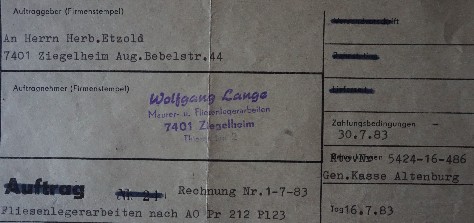 Auftraggeber (Firmenstempel)
An Herrn Herb.Etzold
7401 Ziegelheim Aug.Bebelstr.44
Auftragnehmer (Firmenstempel)
Wolfgang Lange
Maurer- u. Fliesenlegerarbeiten
7401 Ziegelheim
Zahlungsbedingungen
30.7.83
5424-16-486
Gen.Kasse Altenburg
Auftrag Rechnung Nr.1-7-83
Fliesenlegerarbeiten nach AO Pr 212 P123
Tag 16.7.83